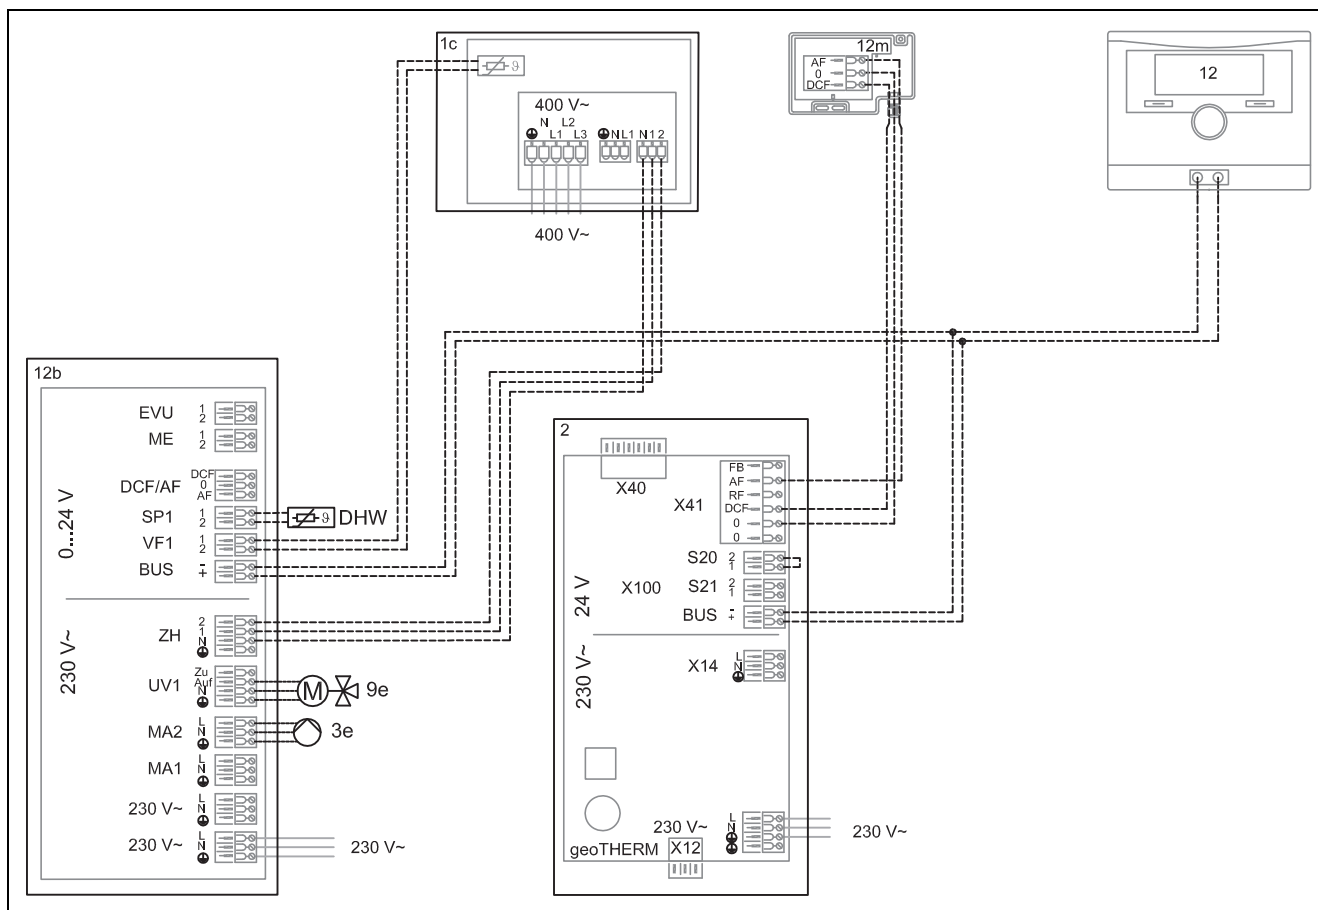 1c
400 V~
N L2
L1 L3
N L1 N 1 2
400 V~
12m
AF
0
DCF
12
12b
0...24 V
EVU 1
2
ME 1
2
DCF/AF DCF
0
AF
SP1 1
2
DHW
VF1 1
2
BUS -
+
230 V~
ZH 2
1
N
UV1 Zu
Auf
N
M 9e
MA2 L
N
3e
MA1 L
N
230 V~ L
N
230 V~ L
N
230 V~
2
X40
X41
FB
AF
RF
DCF
0
0
24 V
X100
S20 2
1
S21 2
1
BUS -
+
230 V~
X14 L
N
230 V~
L
N
230 V~
geoTHERM X12